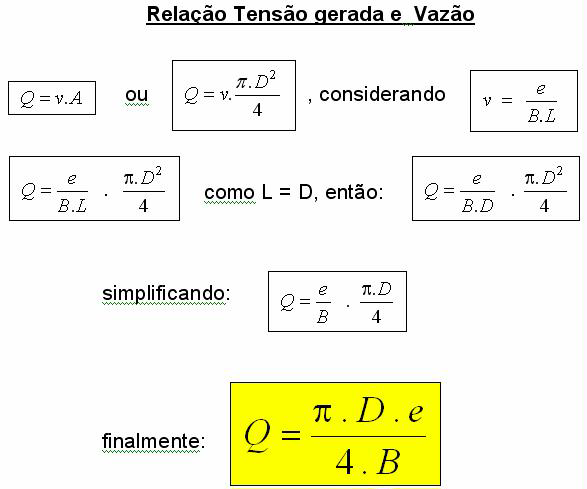 Relação Tensão gerada e Vazão
Q = v.A ou Q = v.π.D²/4 , considerando v = e/B.L
Q = e/B.L . π.D²/4 como L = D, então: Q = e/B.D . π.D²/4
simplificando: Q = e/B . π.D/4
finalmente: Q = π . D . e/4 . B